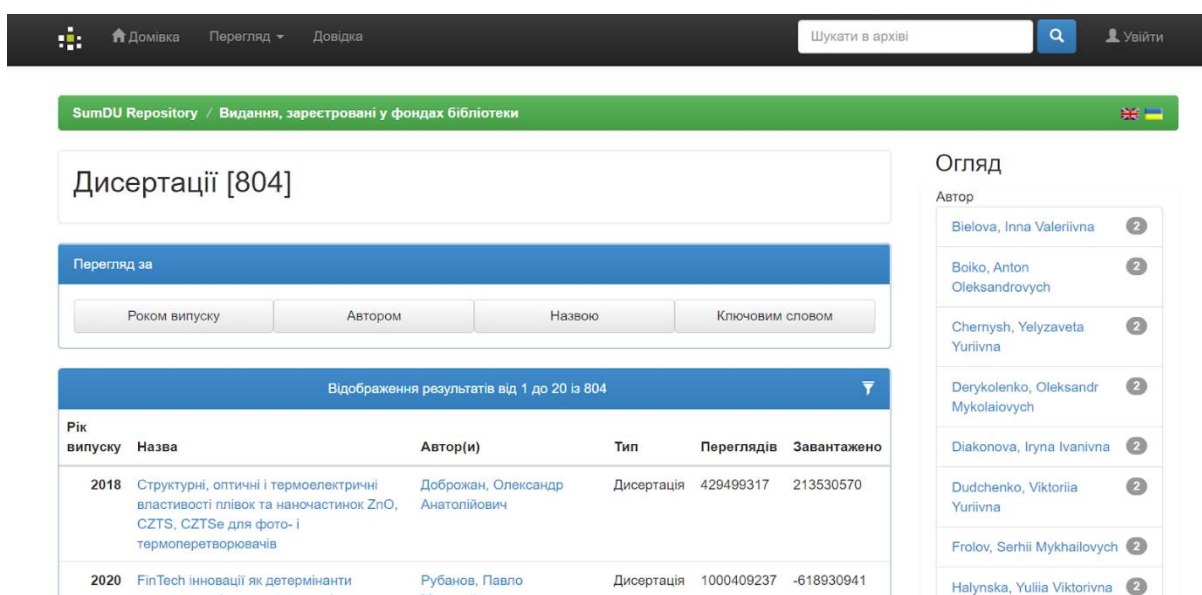 Домівка Перегляд Довідка Шукати в архіві Увійти
SumDU Repository / Видання, зареєстровані у фондах бібліотеки
Дисертації [804]
Перегляд за
Роком випуску Автором Назвою Ключовим словом
Відображення результатів від 1 до 20 із 804
Рік
випуску Назва Автор(и) Тип Переглядів Завантажено
2018 Структурні, оптичні і термоелектричні Доброжан, Олександр Дисертація 429499317 213530570
властивості плівок та наночастинок ZnO, Анатолійович
CZTS, CZTSe для фото- і
термоперетворювачів
2020 FinTech інновації як детермінанти Рубанов, Павло Дисертація 1000409237 -618930941
Огляд
Автор
Bielova, Inna Valeriivna 2
Boiko, Anton 2
Oleksandrovych
Chernysh, Yelyzaveta 2
Yuriivna
Derykolenko, Oleksandr 2
Mykolaiovych
Diakonova, Iryna Ivanivna 2
Dudchenko, Viktoriia 2
Yuriivna
Frolov, Serhii Mykhailovych 2
Halynska, Yuliia Viktorivna 2